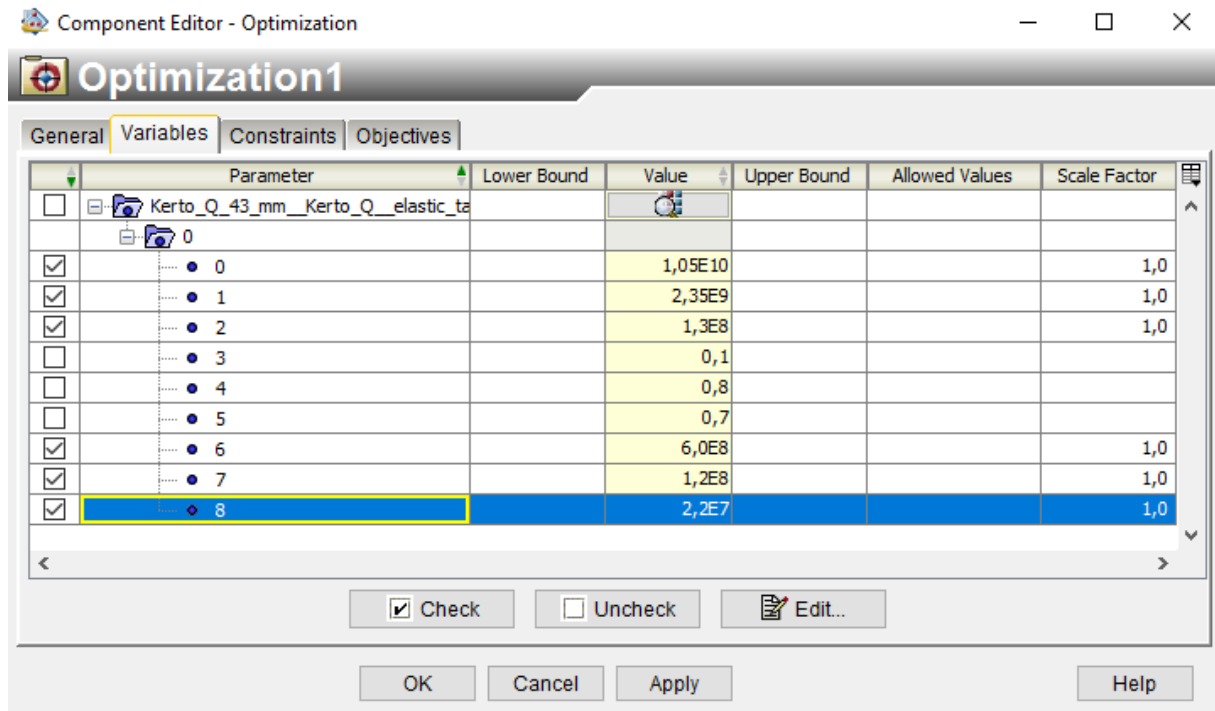 Component Editor - Optimization
Optimization1
General Variables Constraints Objectives
Parameter Lower Bound Value Upper Bound Allowed Values Scale Factor
Kerto_Q_43_mm__Kerto_Q__elastic_ta
0
0 1,05E10 1,0
1 2,35E9 1,0
2 1,3E8 1,0
3 0,1
4 0,8
5 0,7
6 6,0E8 1,0
7 1,2E8 1,0
8 2,2E7 1,0
Check Uncheck Edit...
OK Cancel Apply Help